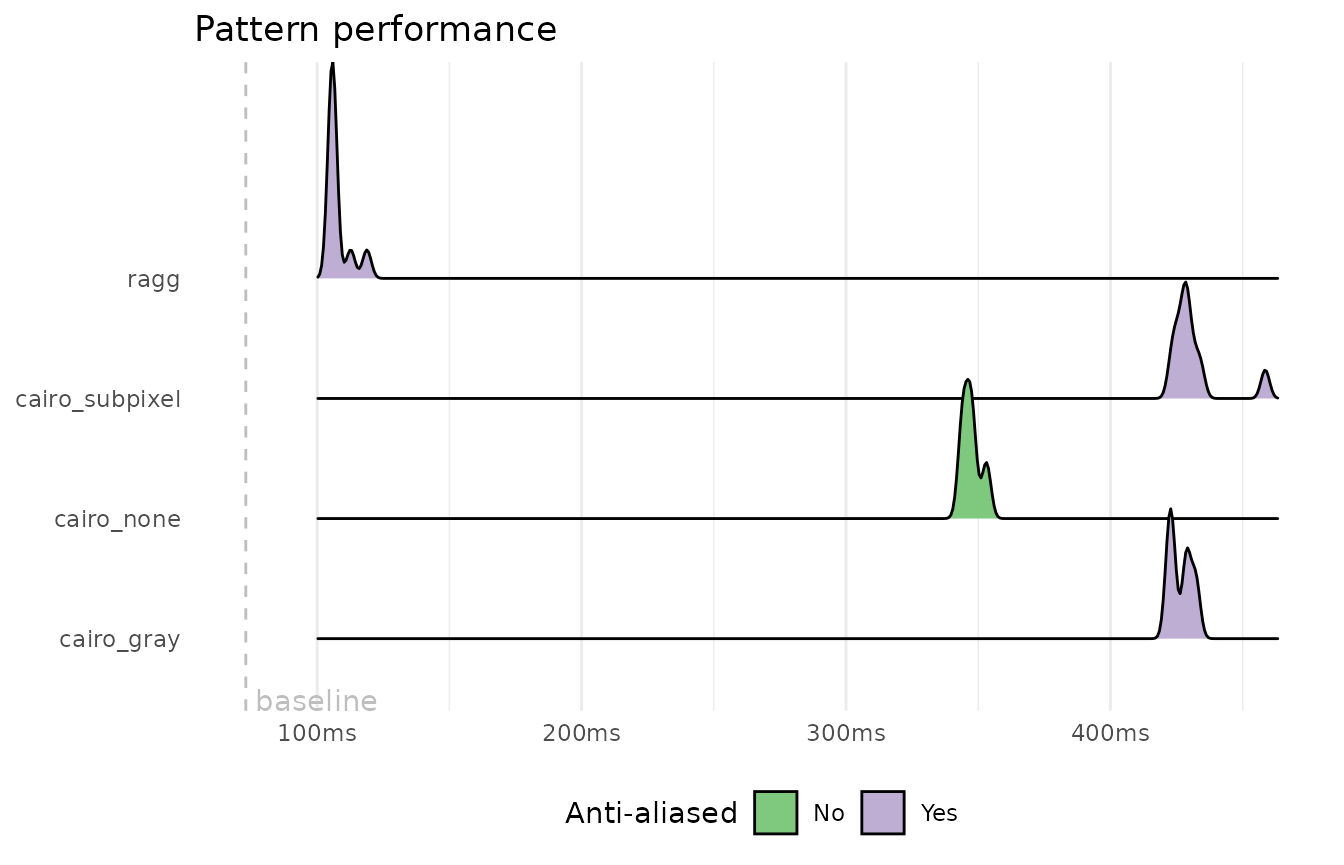 Pattern performance
ragg
cairo_subpixel
cairo_none
cairo_gray
baseline
100ms 200ms 300ms 400ms
Anti-aliased No Yes